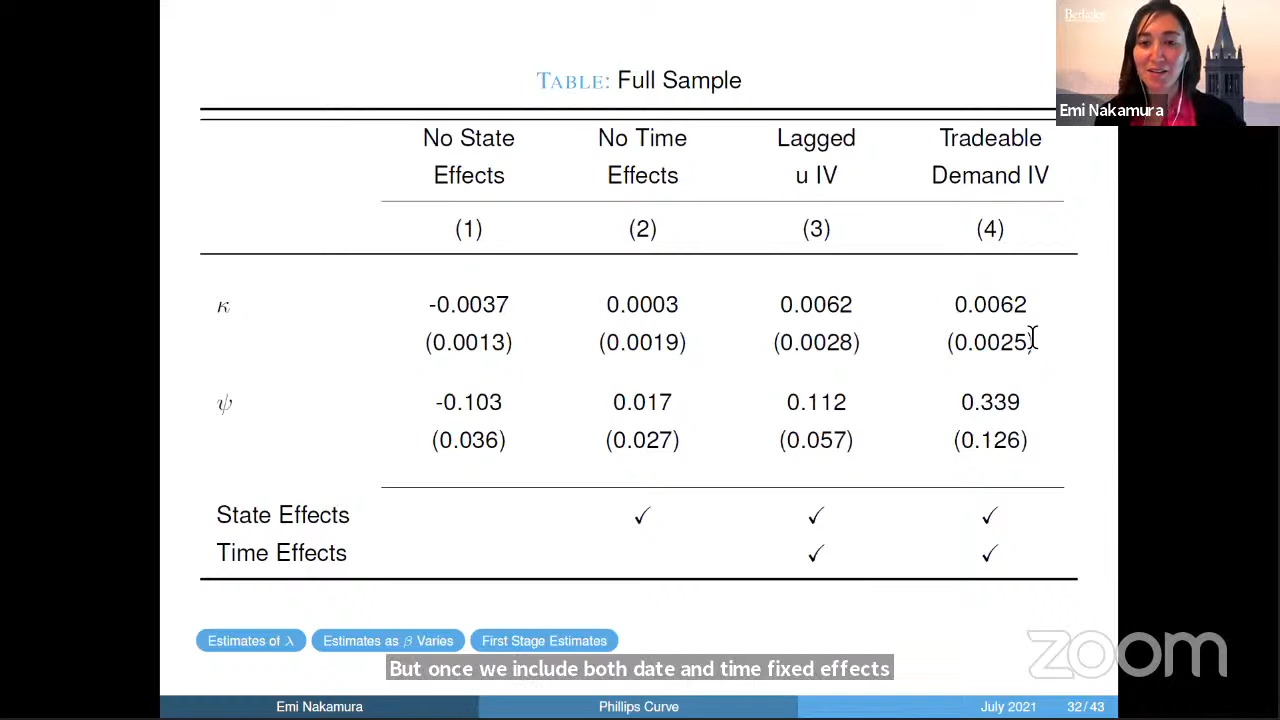 Berkeley
Emi Nakamura
TABLE: Full Sample
No State No Time Lagged Tradeable
Effects Effects u IV Demand IV
(1) (2) (3) (4)
κ -0.0037 0.0003 0.0062 0.0062
(0.0013) (0.0019) (0.0028) (0.0025)
ψ -0.103 0.017 0.112 0.339
(0.036) (0.027) (0.057) (0.126)
State Effects ✓ ✓ ✓
Time Effects ✓ ✓
Estimates of λ Estimates as β Varies First Stage Estimates
zoom
But once we include both date and time fixed effects
Emi Nakamura Phillips Curve July 2021 32/43